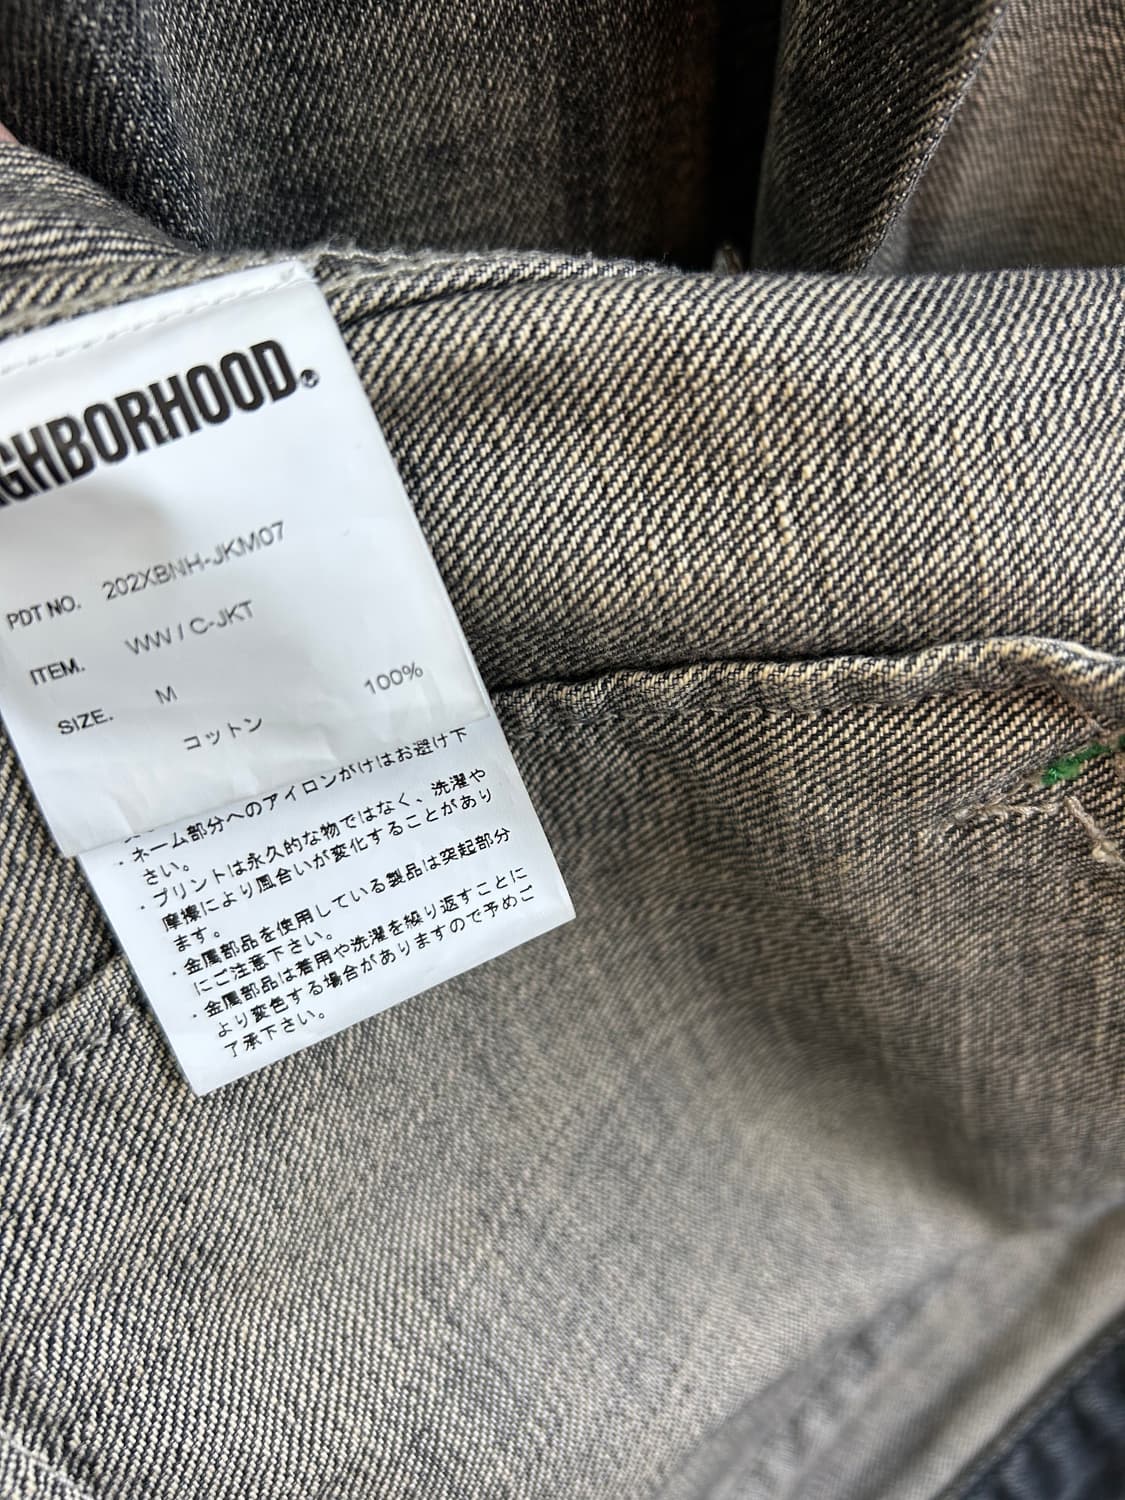 GHBORHOOD®
PDT NO. 202XBNH-JKM07
ITEM. WW / C-JKT
SIZE. M
コットン 100%
・ネーム部分へのアイロンがけはお避け下
さい。
・プリントは永久的な物ではなく、洗濯や
摩擦により風合いが変化することがあり
ます。
・金属部品を使用している製品は突起部分
にご注意下さい。
・金属部品は着用や洗濯を繰り返すことに
より変色する場合がありますので予めご
了承下さい。